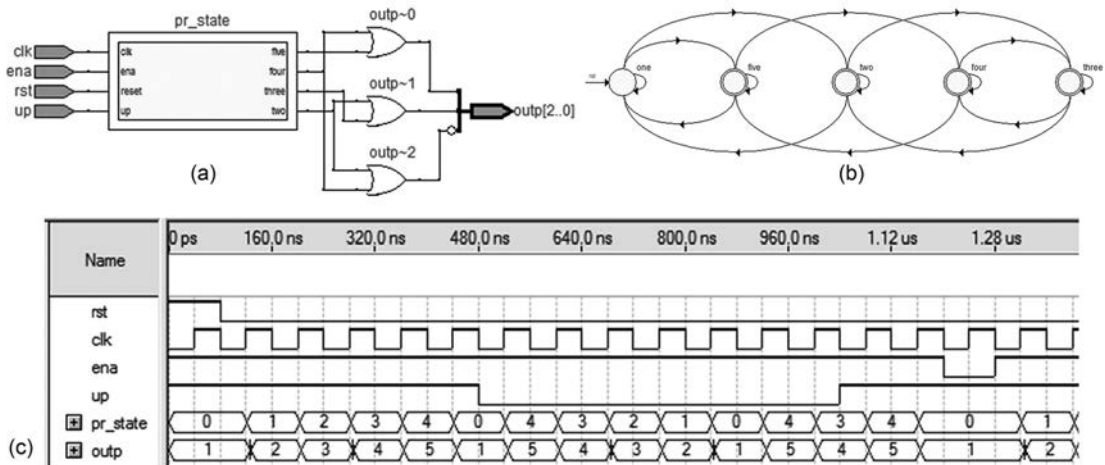 pr_state
outp~0
clk
ena
rst
up
clk
ena
reset
up
five
four
three
two
outp~1
outp[2..0]
outp~2
(a)
one
five
two
four
three
(b)
Name
0 ps
160.0 ns
320.0 ns
480.0 ns
640.0 ns
800.0 ns
960.0 ns
1.12 us
1.28 us
rst
clk
ena
up
pr_state 0 1 2 3 4 0 4 3 2 1 0 4 3 4 0 1
(c)
outp 1 2 3 4 5 1 5 4 3 2 1 5 4 5 1 2